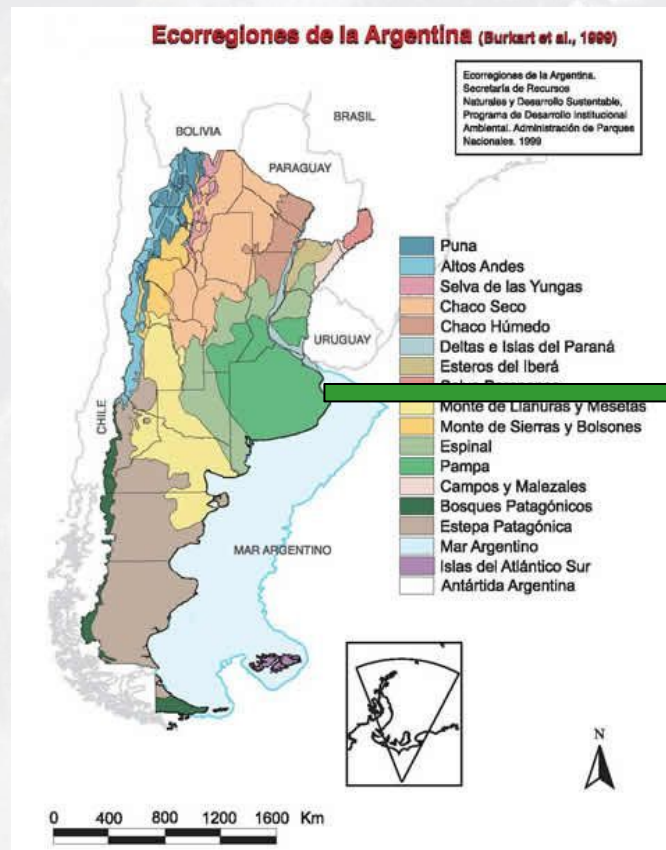 Ecorregiones de la Argentina (Burkart et al., 1999)
Ecorregiones de la Argentina.
Secretaría de Recursos
Naturales y Desarrollo Sustentable,
Programa de Desarrollo Institucional
Ambiental. Administración de Parques
Nacionales. 1999
BRASIL
BOLIVIA
PARAGUAY
URUGUAY
CHILE
MAR ARGENTINO
Puna
Altos Andes
Selva de las Yungas
Chaco Seco
Chaco Húmedo
Deltas e Islas del Paraná
Esteros del Iberá
Monte de Llanuras y Mesetas
Monte de Sierras y Bolsones
Espinal
Pampa
Campos y Malezales
Bosques Patagónicos
Estepa Patagónica
Mar Argentino
Islas del Atlántico Sur
Antártida Argentina
N
0 400 800 1200 1600 Km